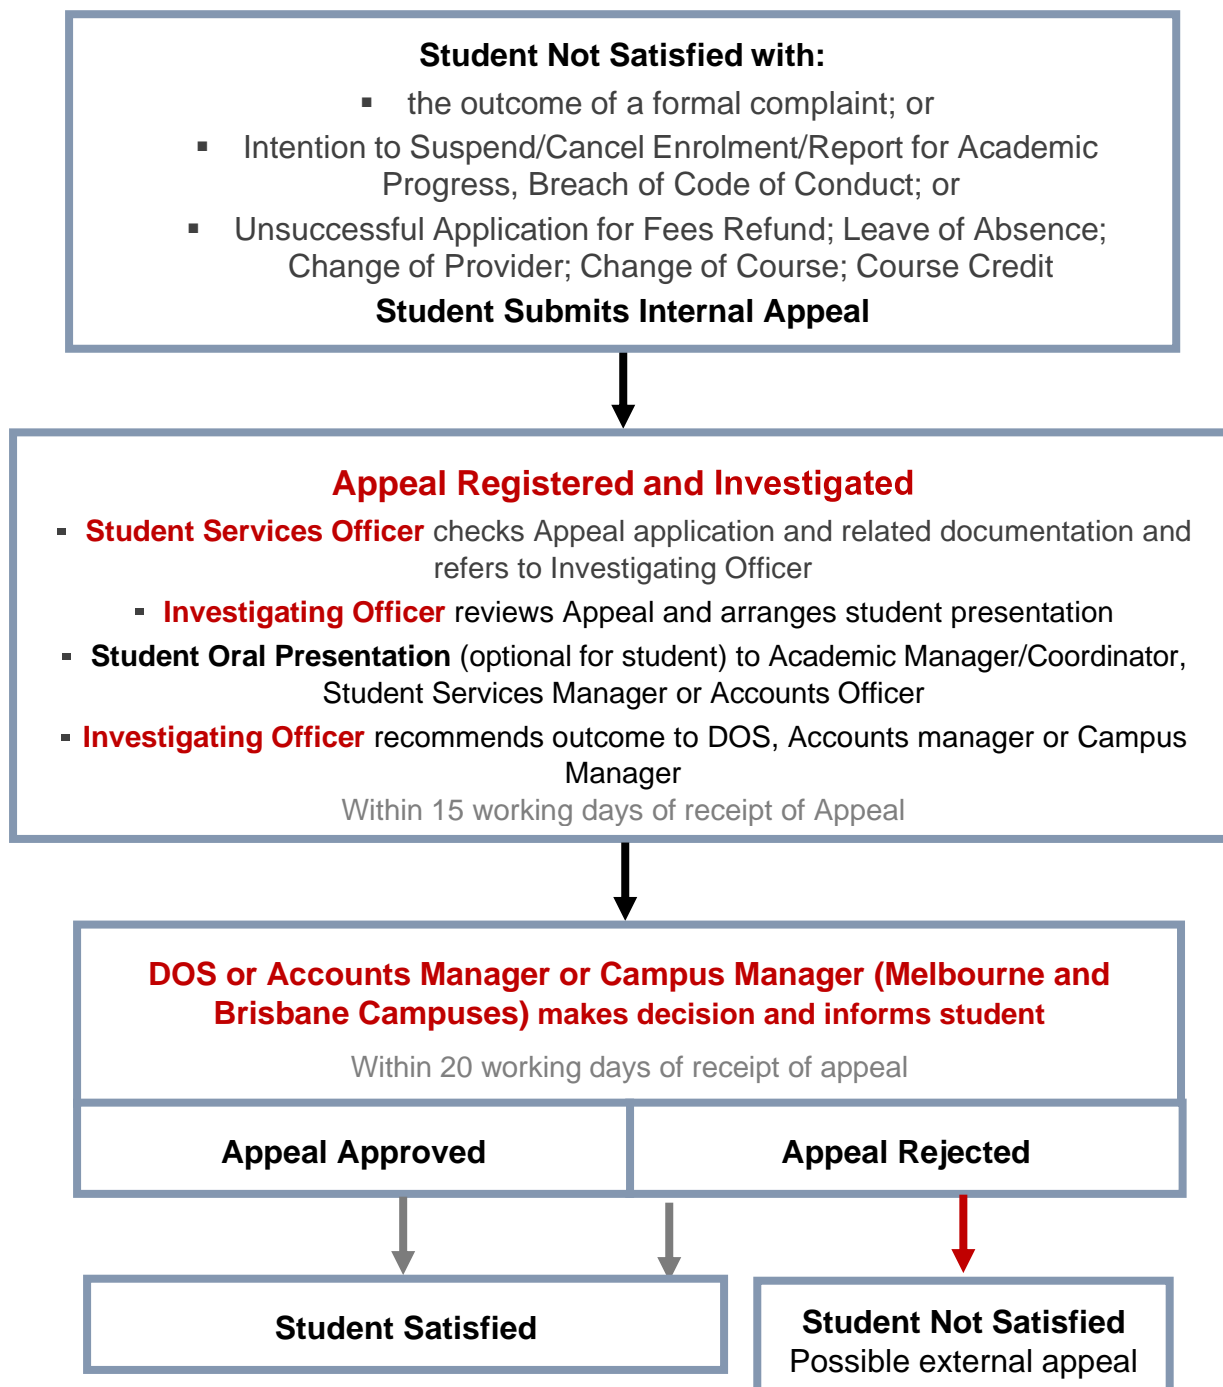 Student Not Satisfied with:
▪ the outcome of a formal complaint; or
▪ Intention to Suspend/Cancel Enrolment/Report for Academic
Progress, Breach of Code of Conduct; or
▪ Unsuccessful Application for Fees Refund; Leave of Absence;
Change of Provider; Change of Course; Course Credit
Student Submits Internal Appeal
Appeal Registered and Investigated
▪ Student Services Officer checks Appeal application and related documentation and
refers to Investigating Officer
▪ Investigating Officer reviews Appeal and arranges student presentation
▪ Student Oral Presentation (optional for student) to Academic Manager/Coordinator,
Student Services Manager or Accounts Officer
▪ Investigating Officer recommends outcome to DOS, Accounts manager or Campus
Manager
Within 15 working days of receipt of Appeal
DOS or Accounts Manager or Campus Manager (Melbourne and
Brisbane Campuses) makes decision and informs student
Within 20 working days of receipt of appeal
Appeal Approved
Appeal Rejected
Student Satisfied
Student Not Satisfied
Possible external appeal